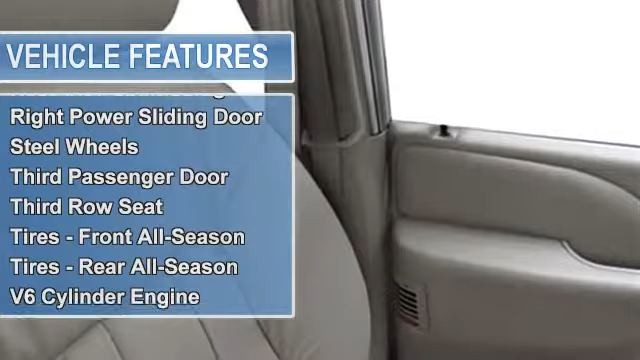 VEHICLE FEATURES
Right Power Sliding Door
Steel Wheels
Third Passenger Door
Third Row Seat
Tires - Front All-Season
Tires - Rear All-Season
V6 Cylinder Engine